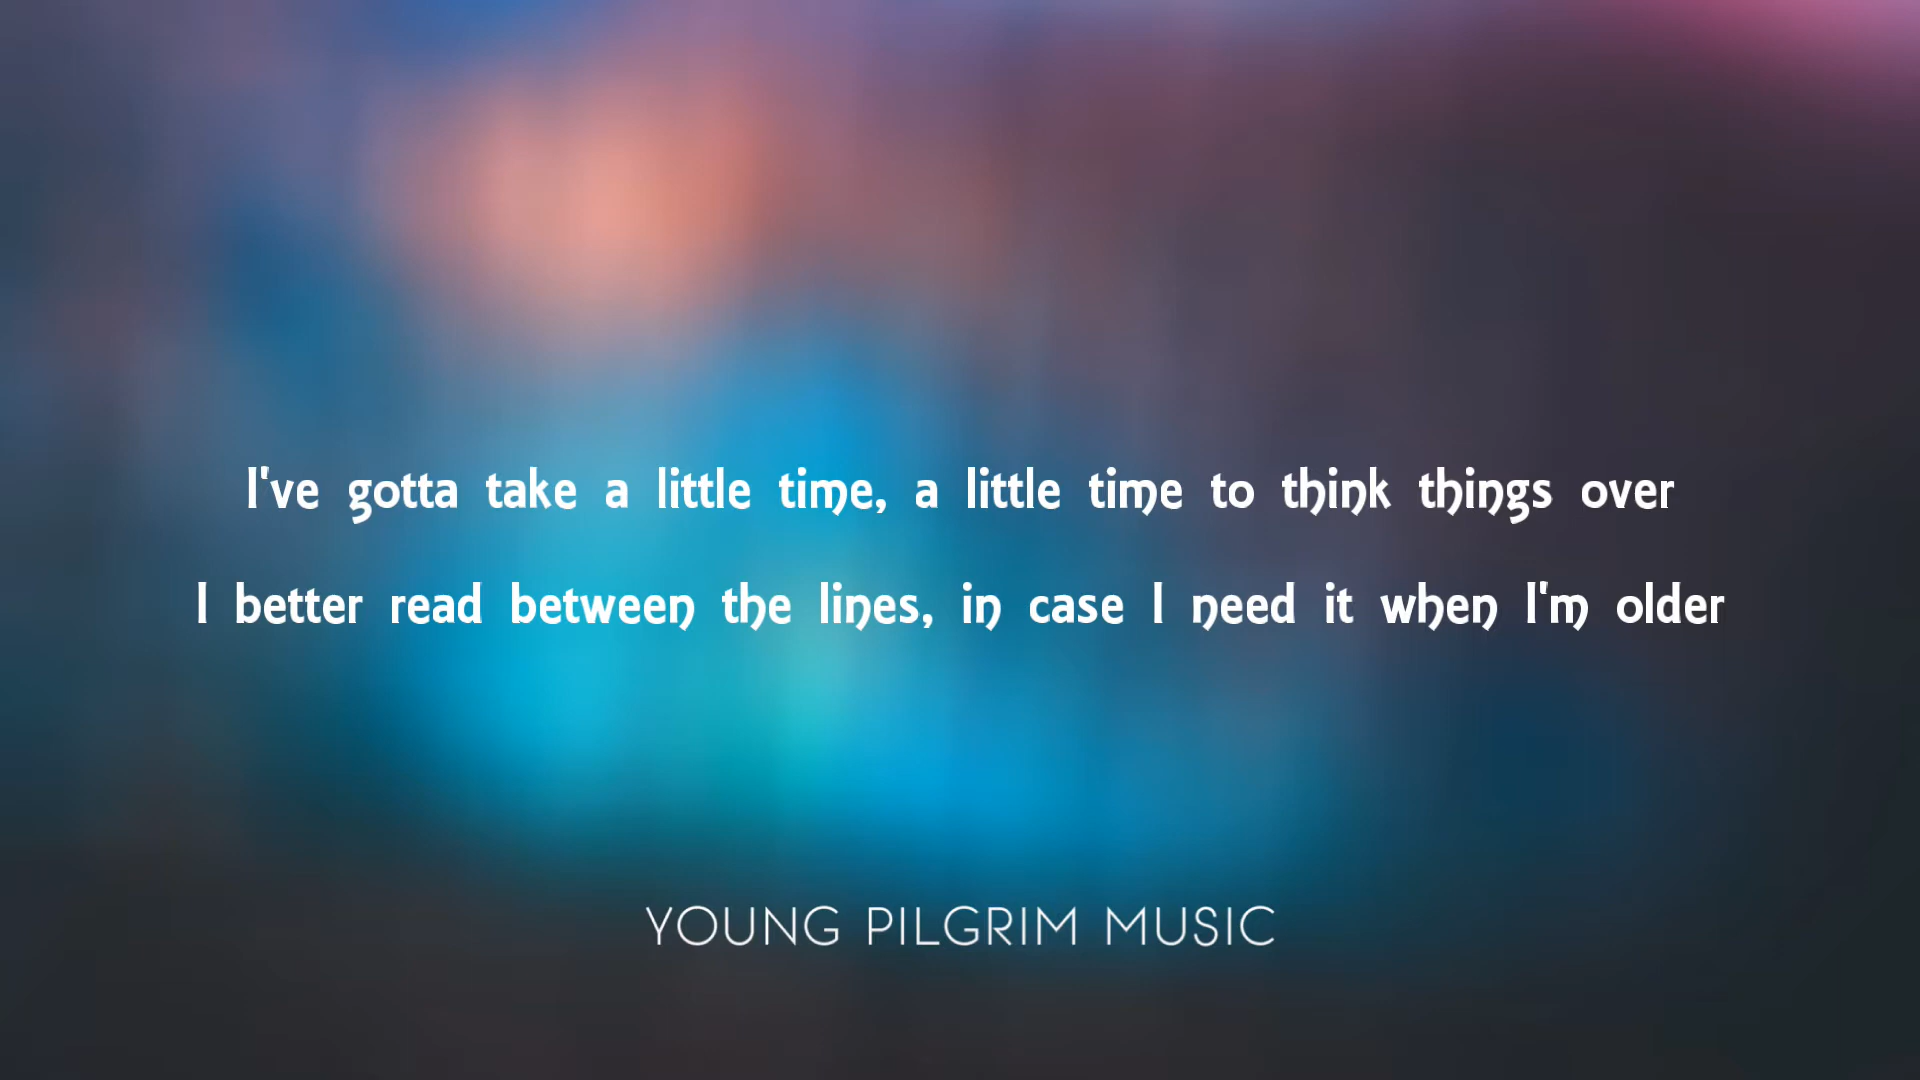 I've gotta take a little time, a little time to think things over
I better read between the lines, in case I need it when I'm older
YOUNG PILGRIM MUSIC